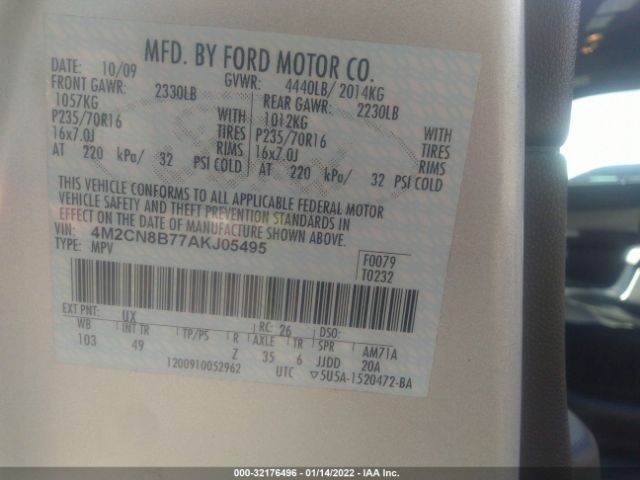 MFD. BY FORD MOTOR CO.
DATE: 10/09 GVWR: 4440LB/ 2014KG
FRONT GAWR: 2330LB REAR GAWR: 2230LB
1057KG WITH 1012KG WITH
P235/70R16 TIRES P235/70R16 TIRES
16x7.0J RIMS 16x7.0J RIMS
AT 220 kPa/ 32 PSI COLD AT 220 kPa/ 32 PSI COLD
THIS VEHICLE CONFORMS TO ALL APPLICABLE FEDERAL MOTOR
VEHICLE SAFETY AND THEFT PREVENTION STANDARDS IN
EFFECT ON THE DATE OF MANUFACTURE SHOWN ABOVE.
VIN: 4M2CN8B77AKJ05495
TYPE: MPV
F0079
T0232
EXT PNT: UX RC: 26 DSO:
WB INT TR TP/PS R AXLE TR SPR AM71A
103 49 Z 35 6 JJDD 20A
1200910052962 UTC ▽5U5A-1520472-BA
000-32176496 - 01/14/2022 - IAA Inc.